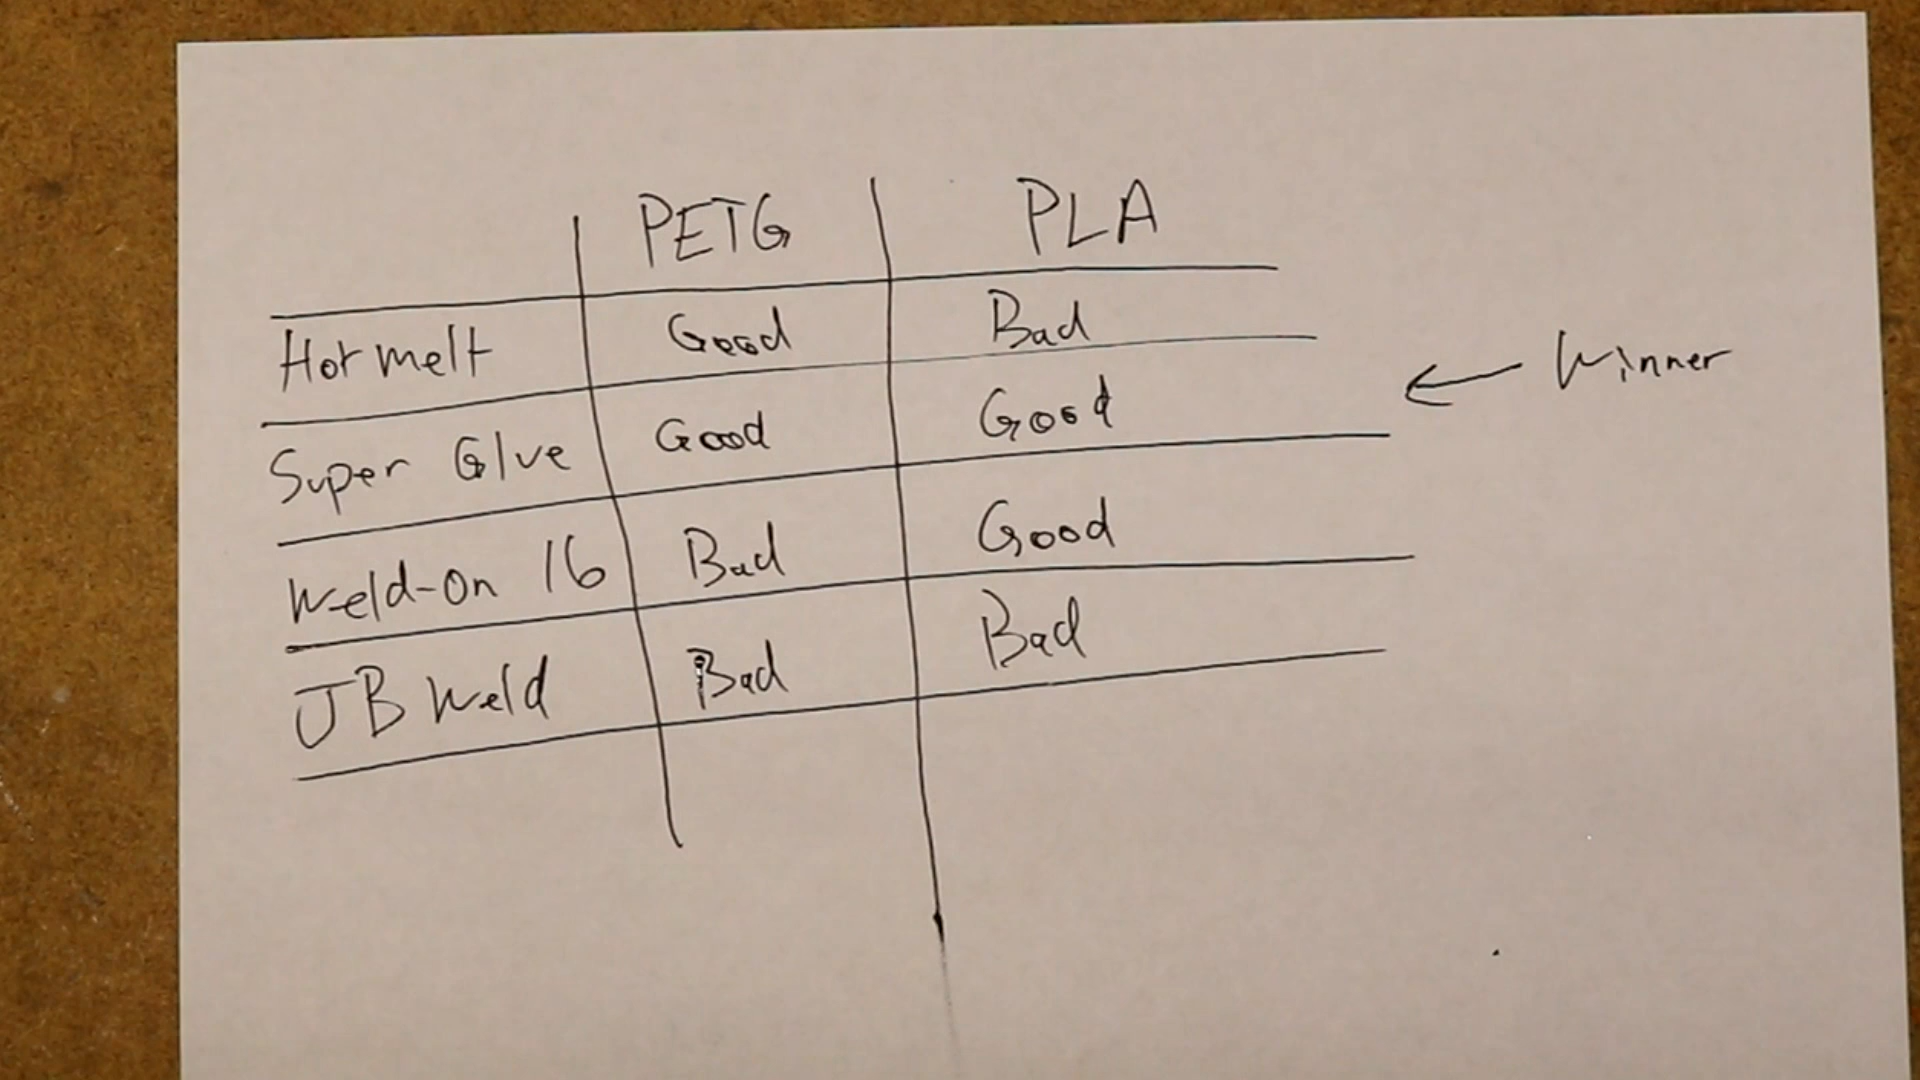 PETG PLA
Hot melt Good Bad
Super Glue Good Good ← Winner
Weld-On 16 Bad Good
JB Weld Bad Bad